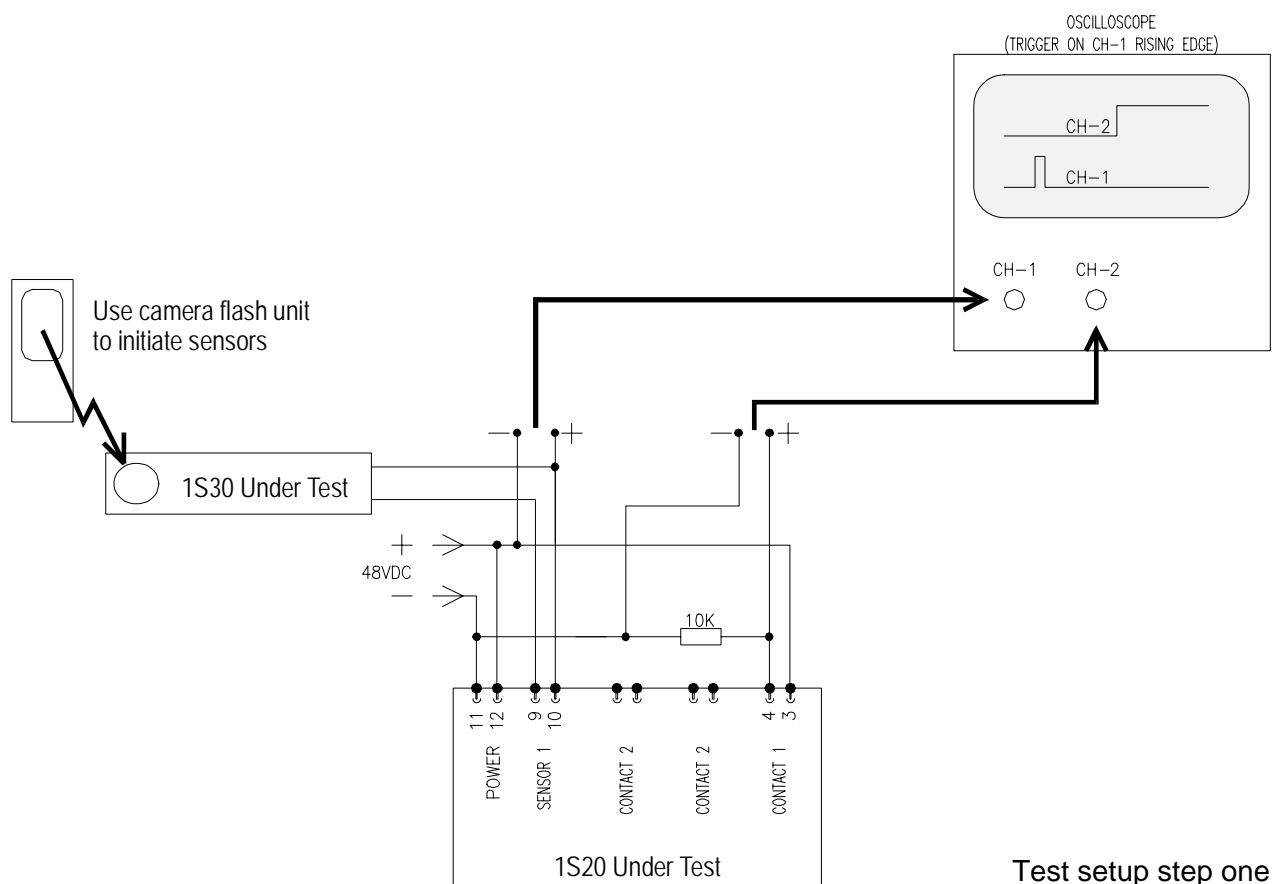 OSCILLOSCOPE
(TRIGGER ON CH-1 RISING EDGE)
CH-2
CH-1
CH-1 CH-2
Use camera flash unit
to initiate sensors
− +
− +
1S30 Under Test
+
48VDC
−
10K
11 12 9 10 4 3
POWER
SENSOR 1
CONTACT 2
CONTACT 2
CONTACT 1
1S20 Under Test
Test setup step one